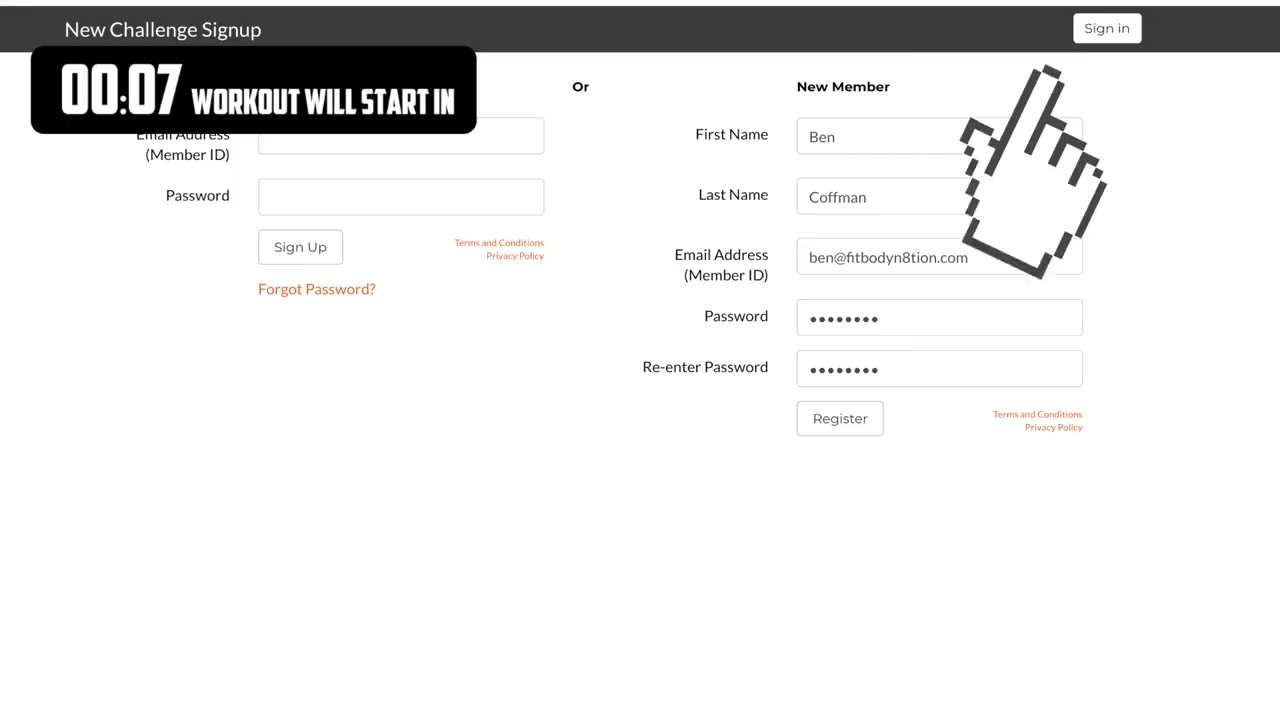 New Challenge Signup
Sign in
00:07 WORKOUT WILL START IN
Or
New Member
Email Address
(Member ID)
Password
Sign Up
Terms and Conditions
Privacy Policy
Forgot Password?
First Name
Ben
Last Name
Coffman
Email Address
(Member ID)
ben@fitbodyn8tion.com
Password
••••••••
Re-enter Password
••••••••
Register
Terms and Conditions
Privacy Policy